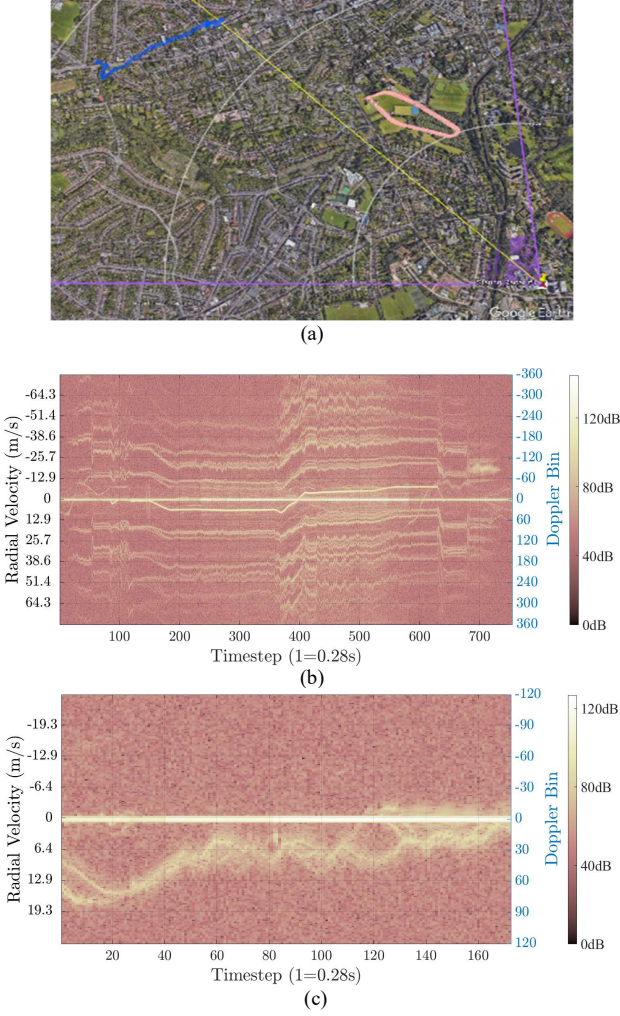 Google Earth
(a)
Radial Velocity (m/s)
-64.3
-51.4
-38.6
-25.7
-12.9
0
12.9
25.7
38.6
51.4
64.3
-360
-300
-240
-180
-120
-60
0
60
120
180
240
300
360
Doppler Bin
120dB
80dB
40dB
0dB
100 200 300 400 500 600 700
Timestep (1=0.28s)
(b)
Radial Velocity (m/s)
-19.3
-12.9
-6.4
0
6.4
12.9
19.3
-120
-90
-60
-30
0
30
60
90
120
Doppler Bin
120dB
80dB
40dB
0dB
20 40 60 80 100 120 140 160
Timestep (1=0.28s)
(c)